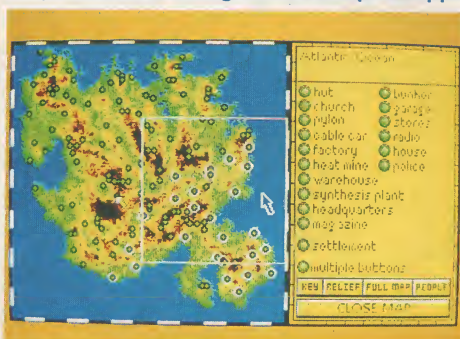 Atlantic Ocean
hut
church
pylon
cable car
factory
heat mine
warehouse
synthesis plant
headquarters
magazine
settlement
multiple buttons
bunker
garage
stores
radio
house
police
KEY RELIEF FULL MAP PEOPLE
CLOSE MAP